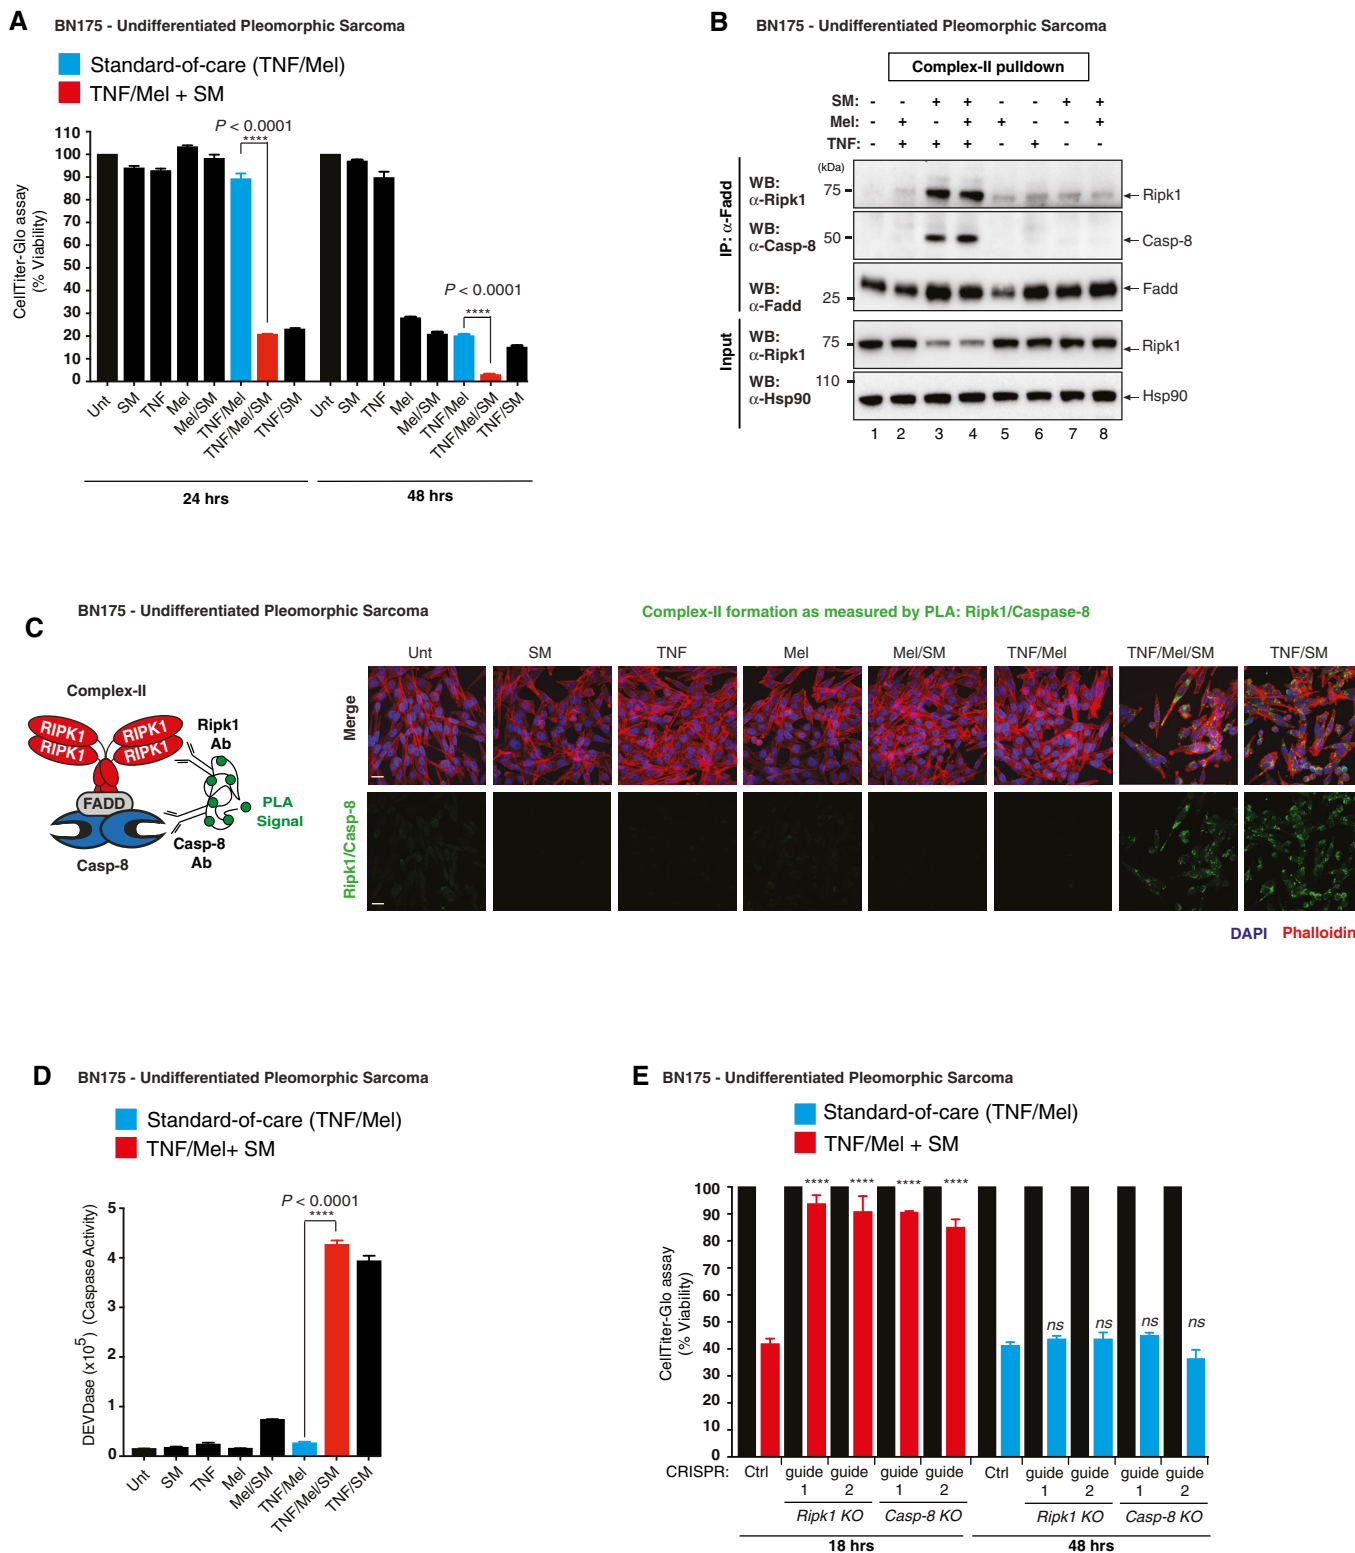 A
BN175 - Undifferentiated Pleomorphic Sarcoma
Standard-of-care (TNF/Mel)
TNF/Mel + SM
P < 0.0001
****
P < 0.0001
****
CellTiter-Glo assay
(% Viability)
110
100
90
80
70
60
50
40
30
20
10
0
Unt
SM
TNF
Mel
Mel/SM
TNF/Mel
TNF/Mel/SM
TNF/SM
Unt
SM
TNF
Mel
Mel/SM
TNF/Mel
TNF/Mel/SM
TNF/SM
24 hrs
48 hrs
B
BN175 - Undifferentiated Pleomorphic Sarcoma
Complex-II pulldown
SM: - - + + - - + +
Mel: - + - + + - - +
TNF: - + + + - + - -
(kDa)
IP: α-Fadd
WB:
α-Ripk1
75
Ripk1
WB:
α-Casp-8
50
Casp-8
WB:
α-Fadd
25
Fadd
Input
WB:
α-Ripk1
75
Ripk1
WB:
α-Hsp90
110
Hsp90
1 2 3 4 5 6 7 8
C
BN175 - Undifferentiated Pleomorphic Sarcoma
Complex-II formation as measured by PLA: Ripk1/Caspase-8
Complex-II
RIPK1
RIPK1
RIPK1
RIPK1
FADD
Casp-8
Ripk1
Ab
PLA
Signal
Casp-8
Ab
Unt
SM
TNF
Mel
Mel/SM
TNF/Mel
TNF/Mel/SM
TNF/SM
Merge
Ripk1/Casp-8
DAPI Phalloidin
D
BN175 - Undifferentiated Pleomorphic Sarcoma
Standard-of-care (TNF/Mel)
TNF/Mel+ SM
P < 0.0001
****
DEVDase (x10⁵) (Caspase Activity)
5
4
3
2
1
0
Unt
SM
TNF
Mel
Mel/SM
TNF/Mel
TNF/Mel/SM
TNF/SM
E
BN175 - Undifferentiated Pleomorphic Sarcoma
Standard-of-care (TNF/Mel)
TNF/Mel + SM
CellTiter-Glo assay
(% Viability)
100
90
80
70
60
50
40
30
20
10
0
**** **** **** ****
ns ns ns ns
CRISPR: Ctrl guide guide guide guide Ctrl guide guide guide guide
1 2 1 2 1 2 1 2
Ripk1 KO Casp-8 KO Ripk1 KO Casp-8 KO
18 hrs 48 hrs